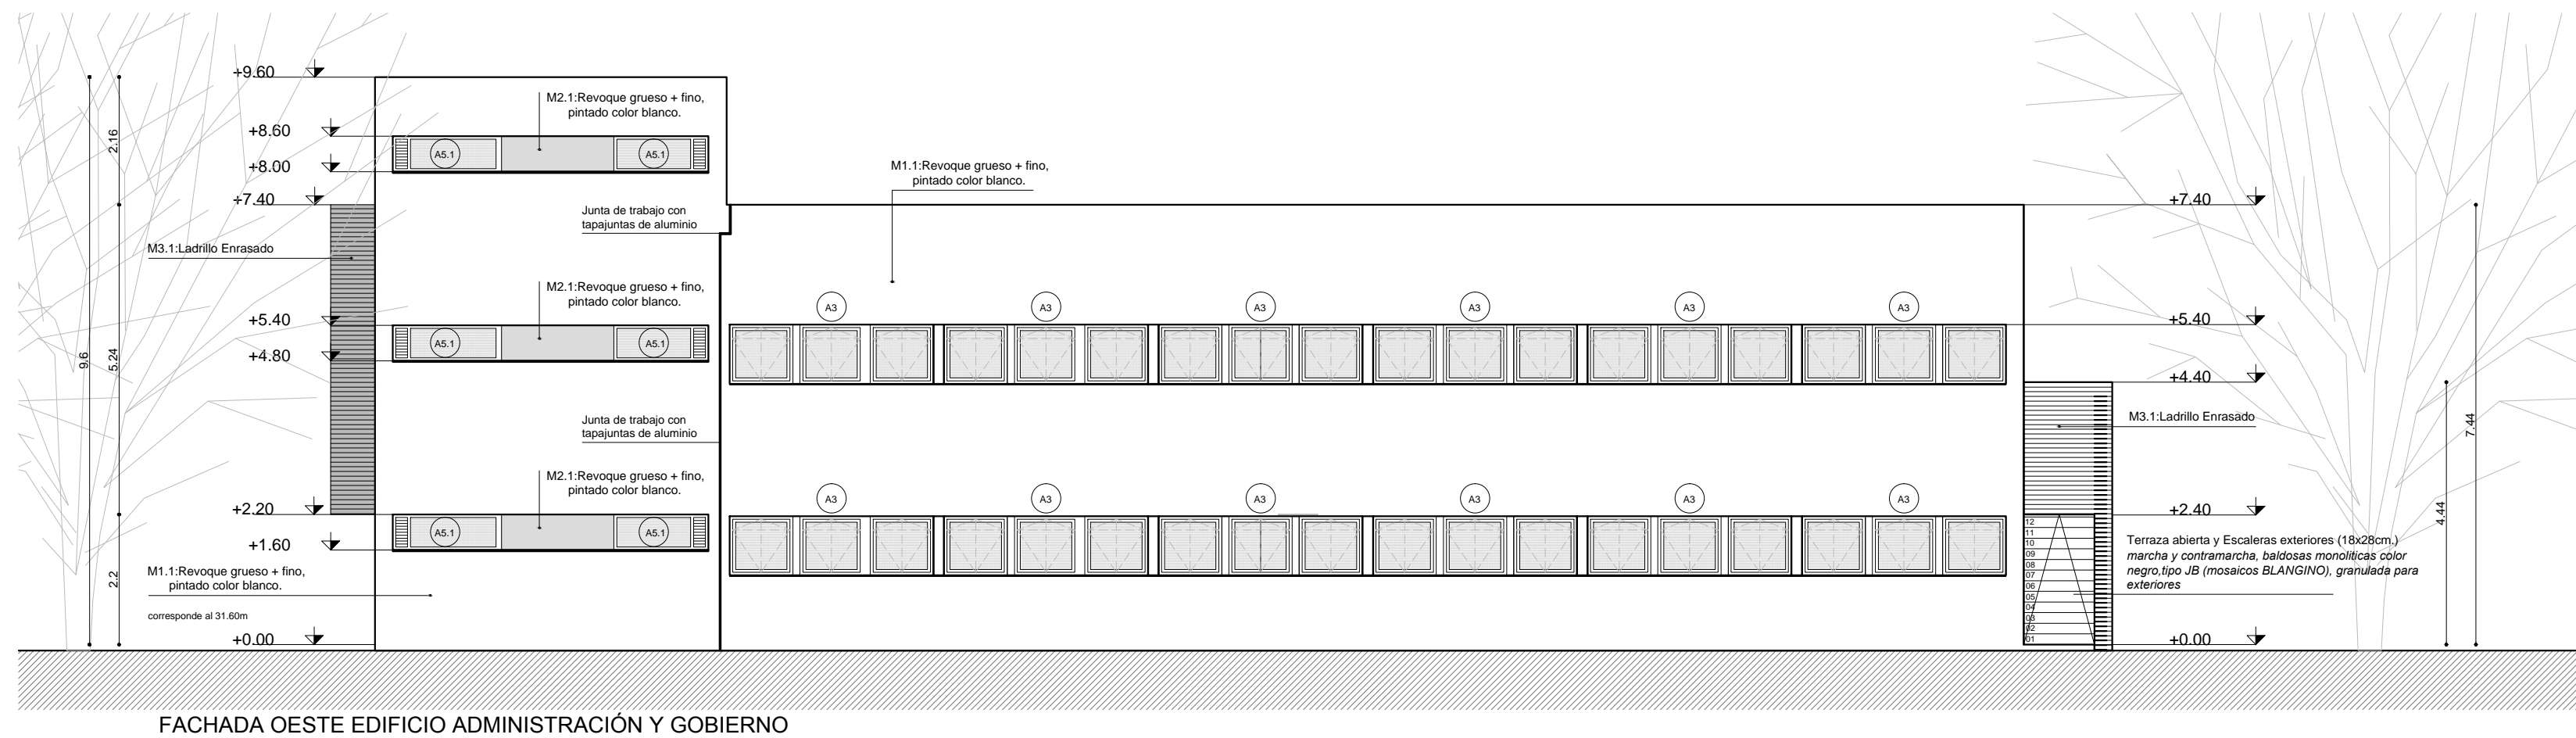 +9.60
M2.1:Revoque grueso + fino,
pintado color blanco.
+8.60
2.16
A5.1
A5.1
+8.00
M1.1:Revoque grueso + fino,
pintado color blanco.
+7.40
+7.40
Junta de trabajo con
tapajuntas de aluminio
M3.1:Ladrillo Enrasado
M2.1:Revoque grueso + fino,
pintado color blanco.
A3
A3
A3
A3
A3
A3
+5.40
+5.40
A5.1
A5.1
+4.80
9.6
5.24
+4.40
Junta de trabajo con
tapajuntas de aluminio
M3.1:Ladrillo Enrasado
7.44
M2.1:Revoque grueso + fino,
pintado color blanco.
A3
A3
A3
A3
A3
A3
+2.20
+2.40
4.44
A5.1
A5.1
+1.60
12
11
10
09
08
07
06
05
04
03
02
01
Terraza abierta y Escaleras exteriores (18x28cm.)
marcha y contramarcha, baldosas monolíticas color
negro,tipo JB (mosaicos BLANGINO), granulada para
exteriores
2.2
M1.1:Revoque grueso + fino,
pintado color blanco.
corresponde al 31.60m
+0.00
+0.00
FACHADA OESTE EDIFICIO ADMINISTRACIÓN Y GOBIERNO